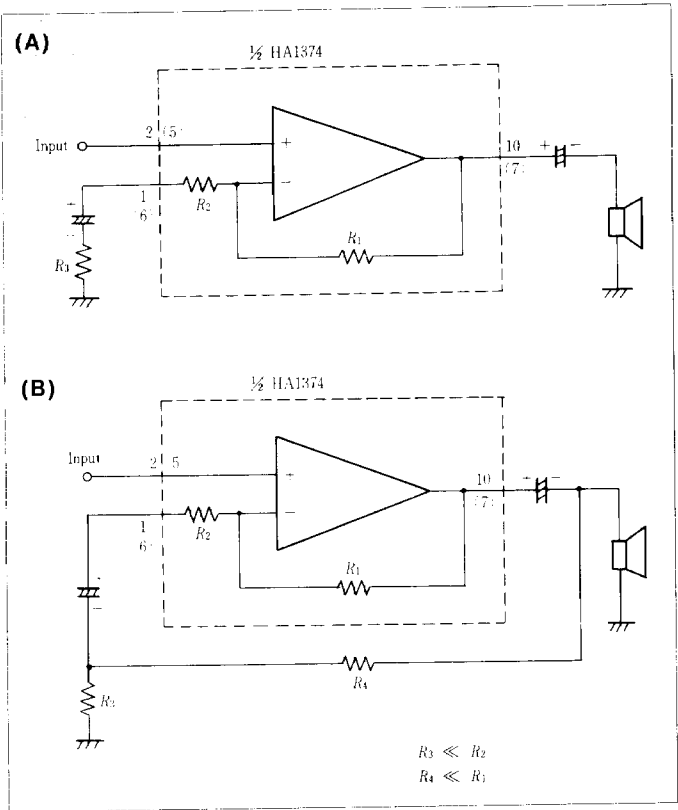 (A)
½ HA1374
Input
2 (5)
+
10
(7)
+ −
−
R₂
1
(6)
+
−
R₁
R₃
(B)
½ HA1374
Input
2 5
+
10
(7)
+ −
−
R₂
1
6)
−
R₁
R₄
R₃ ≪ R₂
R₄ ≪ R₁